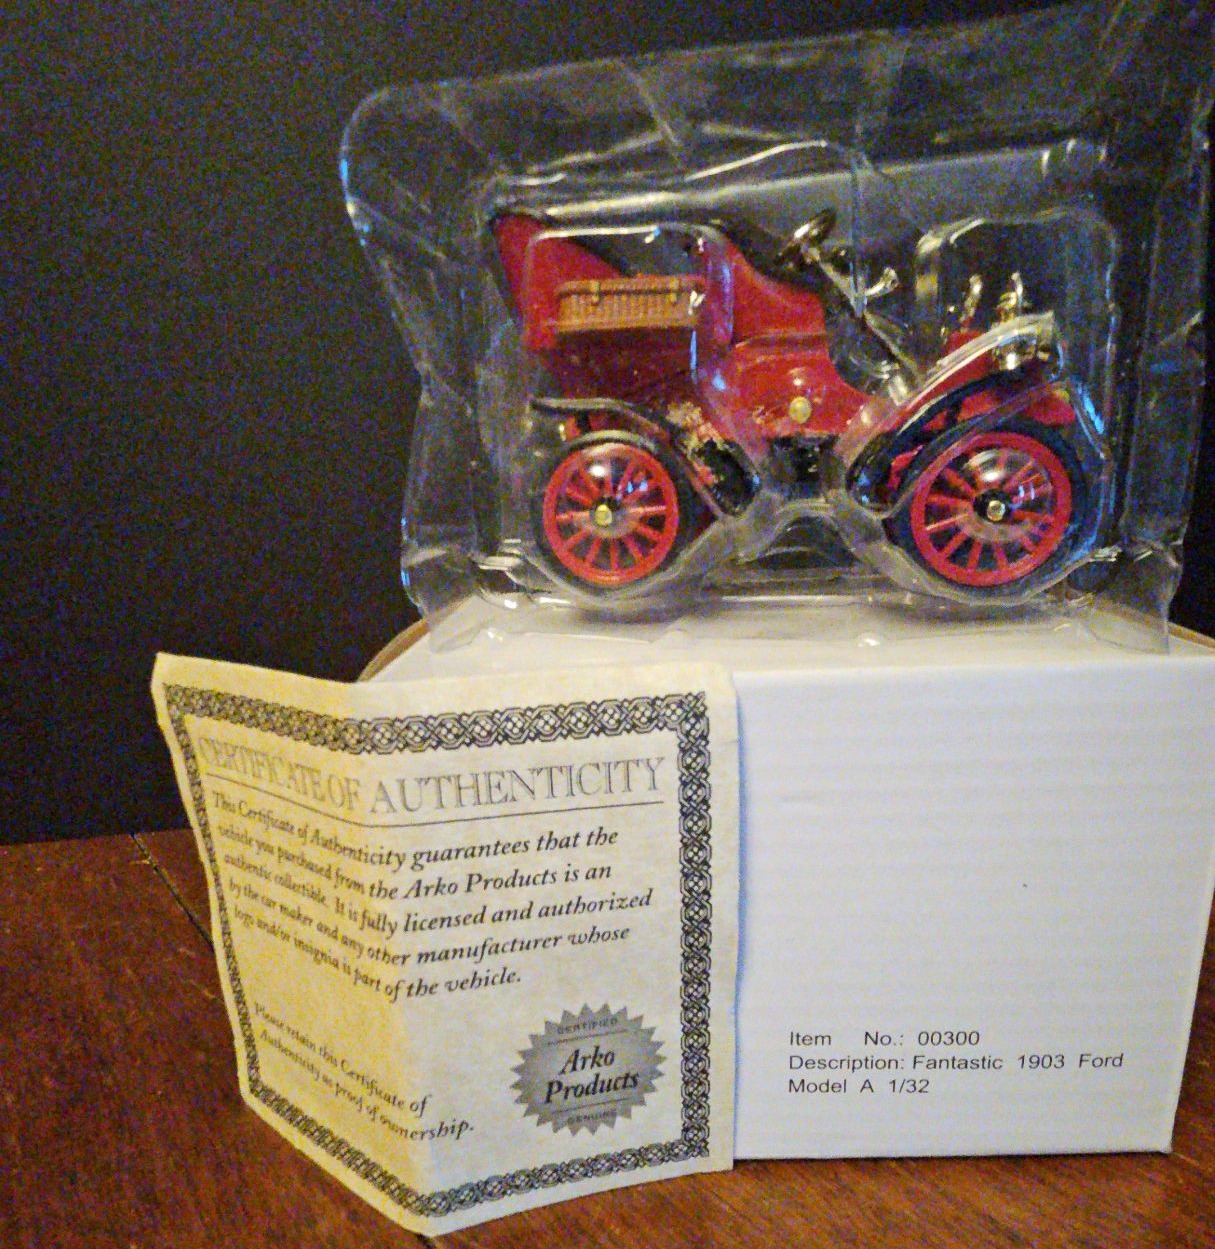 CERTIFICATE OF AUTHENTICITY
This Certificate of Authenticity guarantees that the
vehicle you purchased from the Arko Products is an
authentic collectible. It is fully licensed and authorized
by the car maker and any other manufacturer whose
logo and/or insignia is part of the vehicle.
Please retain this Certificate of
Authenticity as proof of ownership.
CERTIFIED
Arko
Products
GENUINE
Item No.: 00300
Description: Fantastic 1903 Ford
Model A 1/32